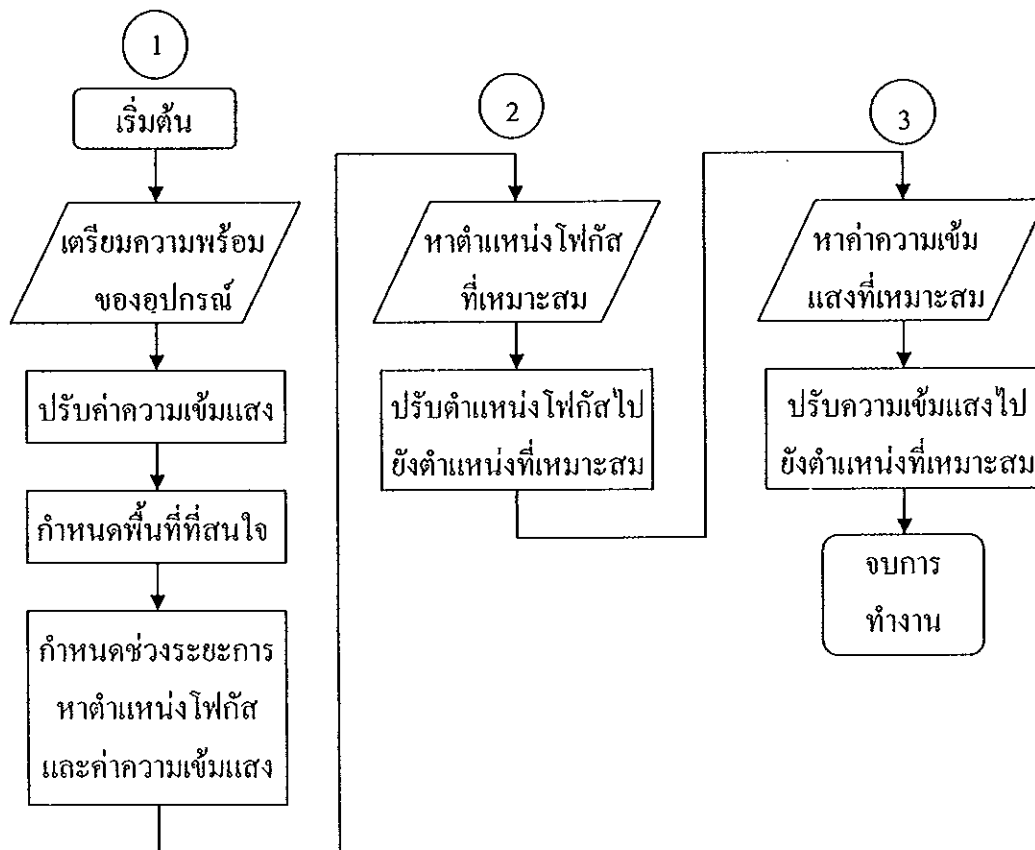 1
เริ่มต้น
เตรียมความพร้อม
ของอุปกรณ์
ปรับค่าความเข้มแสง
กำหนดพื้นที่ที่สนใจ
กำหนดช่วงระยะการ
หาตำแหน่งโฟกัส
และค่าความเข้มแสง
2
หาตำแหน่งโฟกัส
ที่เหมาะสม
ปรับตำแหน่งโฟกัสไป
ยังตำแหน่งที่เหมาะสม
3
หาค่าความเข้ม
แสงที่เหมาะสม
ปรับความเข้มแสงไป
ยังตำแหน่งที่เหมาะสม
จบการ
ทำงาน